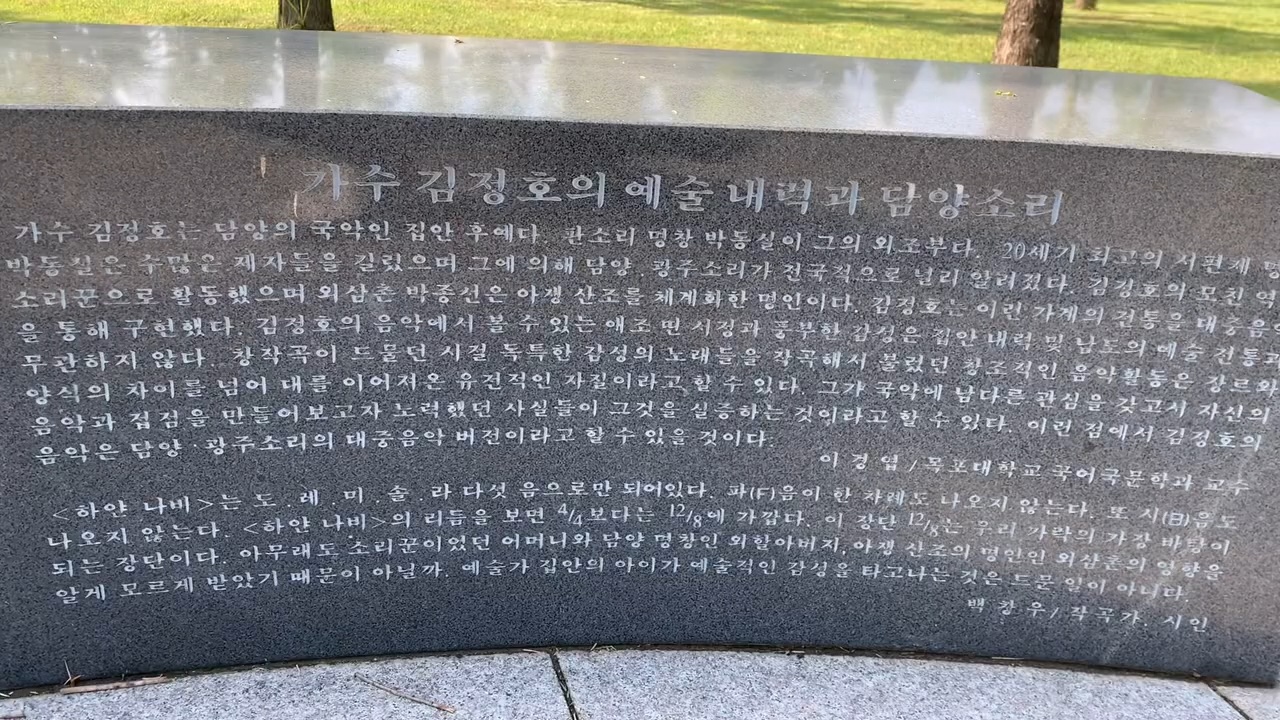 가수 김정호의 예술 내력과 담양소리
가수 김정호는 담양의 국악인 집안 후예다. 판소리 명창 박동실이 그의 외조부다. 20세기 최고의 서편제 명
박동실은 수많은 제자들을 길렀으며 그에 의해 담양·광주소리가 전국적으로 널리 알려졌다. 김정호의 모친 역
소리꾼으로 활동했으며 외삼촌 박종선은 아쟁 산조를 체계화한 명인이다. 김정호는 이런 가계의 전통을 대중음
을 통해 구현했다. 김정호의 음악에서 볼 수 있는 애조 띤 서정과 풍부한 감성은 집안 내력 및 남도의 예술 전통과
무관하지 않다. 창작곡이 드물던 시절 독특한 감성의 노래들을 작곡해서 불렀던 창조적인 음악활동은 장르와
양식의 차이를 넘어 대를 이어져온 유전적인 자질이라고 할 수 있다. 그가 국악에 남다른 관심을 갖고서 자신의
음악과 접점을 만들어보고자 노력했던 사실들이 그것을 실증하는 것이라고 할 수 있다. 이런 점에서 김정호의
음악은 담양·광주소리의 대중음악 버전이라고 할 수 있을 것이다.
이경엽/목포대학교 국어국문학과 교수
<하얀 나비>는 도.레.미.솔.라 다섯 음으로만 되어있다. 파(F)음이 한 차례도 나오지 않는다. 또 시(B)음도
나오지 않는다. <하얀 나비>의 리듬을 보면 4/4보다는 12/8에 가깝다. 이 장단 12/8는 우리 가락의 가장 바탕이
되는 장단이다. 아무래도 소리꾼이었던 어머니와 담양 명창인 외할아버지, 아쟁 산조의 명인인 외삼촌의 영향을
알게 모르게 받았기 때문이 아닐까. 예술가 집안의 아이가 예술적인 감성을 타고나는 것은 드문 일이 아니다.
백창우/작곡가, 시인